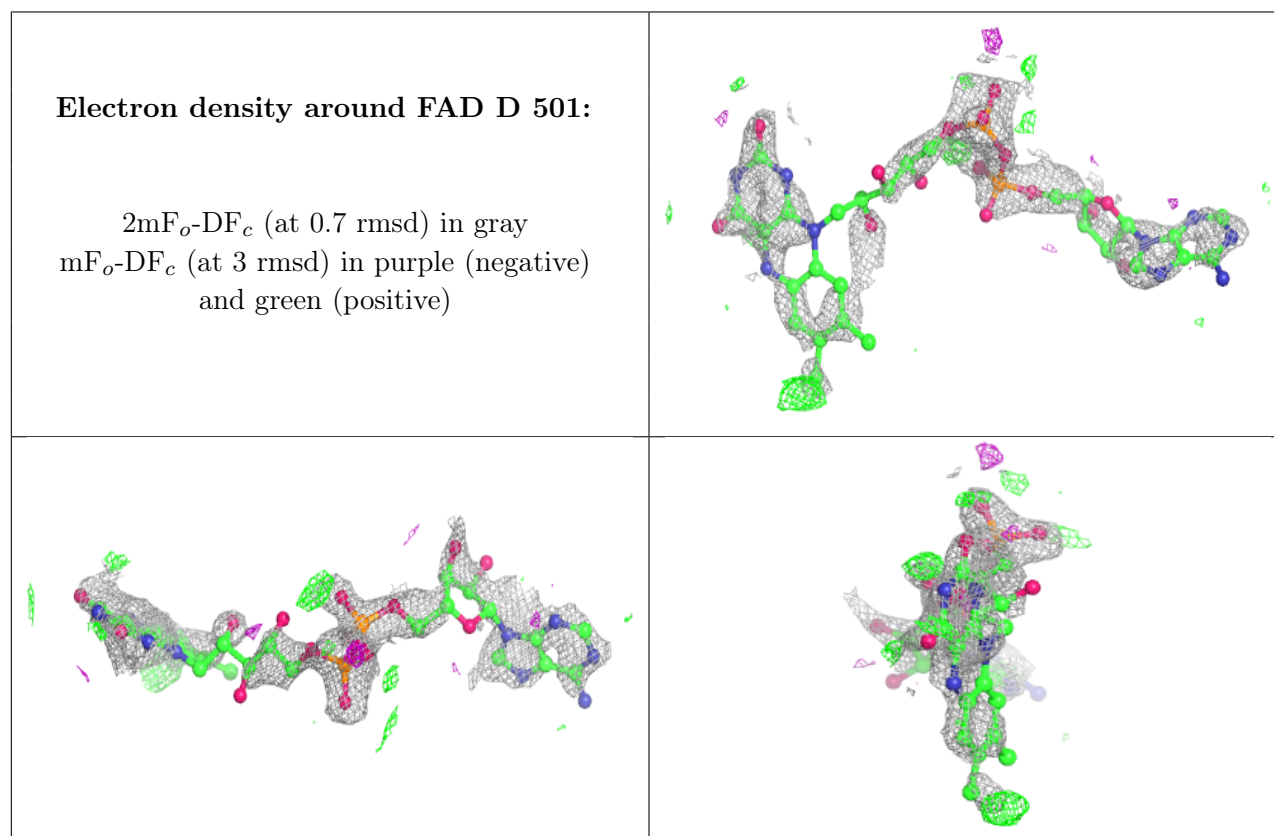 Electron density around FAD D 501:
2mFo-DFc (at 0.7 rmsd) in gray
mFo-DFc (at 3 rmsd) in purple (negative)
and green (positive)